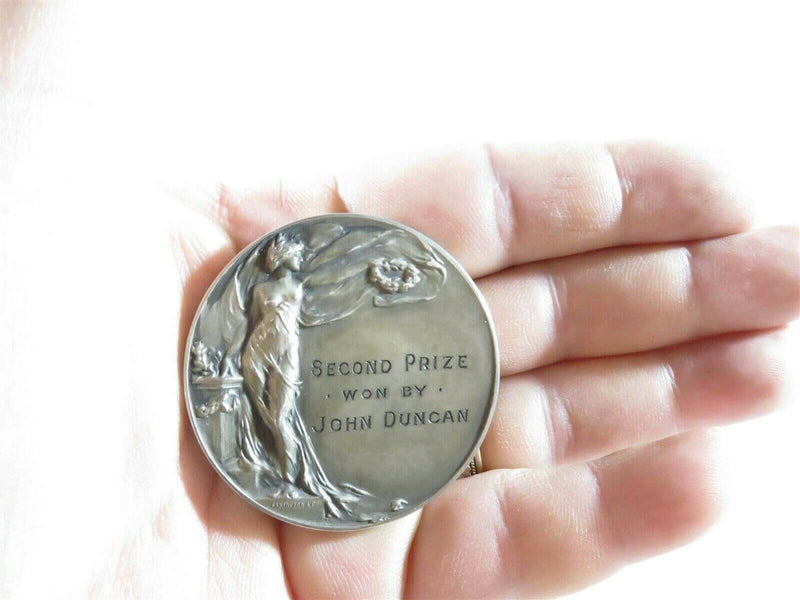 SECOND PRIZE
· WON BY ·
JOHN DUNCAN